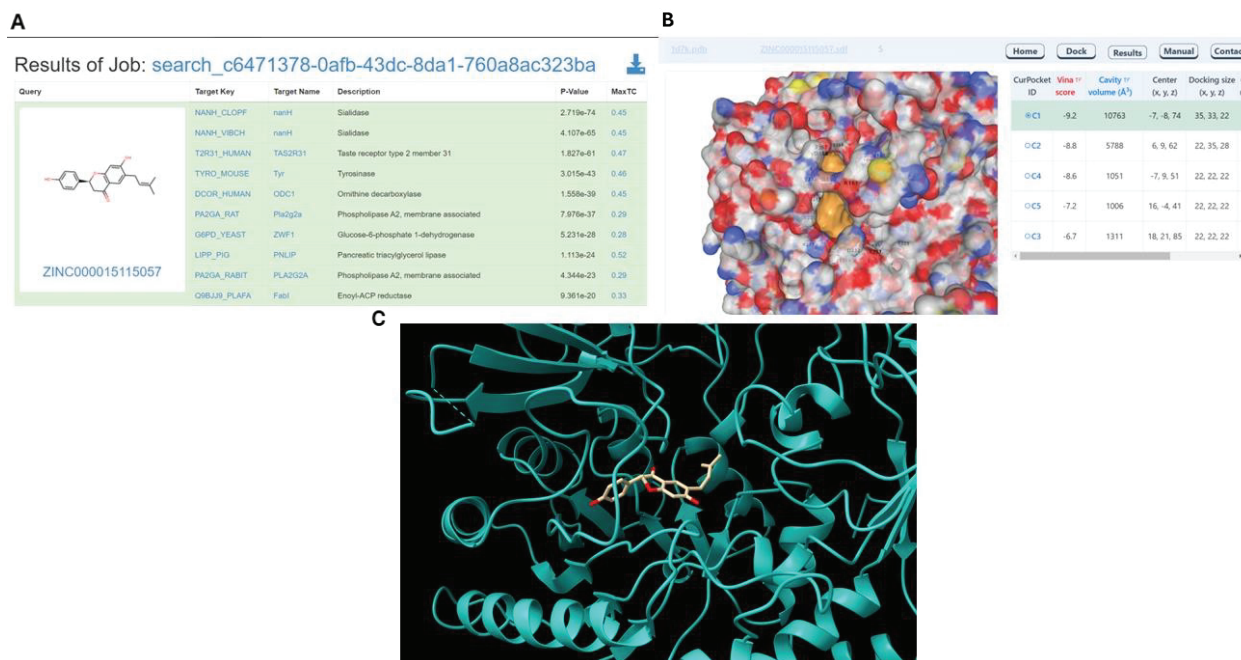 A
Results of Job: search_c6471378-0afb-43dc-8da1-760a8ac323ba
Query Target Key Target Name Description P-Value MaxTC
NANH_CLOPF nanH Sialidase 2.719e-74 0.45
NANH_VIBCH nanH Sialidase 4.107e-65 0.45
T2R31_HUMAN TAS2R31 Taste receptor type 2 member 31 1.827e-61 0.47
TYRO_MOUSE Tyr Tyrosinase 3.015e-43 0.46
DCOR_HUMAN ODC1 Ornithine decarboxylase 1.558e-39 0.45
PA2GA_RAT Pla2g2a Phospholipase A2, membrane associated 7.976e-37 0.29
G6PD_YEAST ZWF1 Glucose-6-phosphate 1-dehydrogenase 5.231e-28 0.28
LIPP_PIG PNLIP Pancreatic triacylglycerol lipase 1.113e-24 0.52
PA2GA_RABIT PLA2G2A Phospholipase A2, membrane associated 4.344e-23 0.29
Q9BJJ9_PLAFA FabI Enoyl-ACP reductase 9.361e-20 0.33
ZINC000015115057
B
ZINC000015115057.sdf 5
Home Dock Results Manual Contac
CurPocket ID Vina score Cavity volume (Å3) Center (x, y, z) Docking size (x, y, z)
C1 -9.2 10763 -7, -8, 74 35, 33, 22
C2 -8.8 5788 6, 9, 62 22, 35, 28
C4 -8.6 1051 -7, 9, 51 22, 22, 22
C5 -7.2 1006 16, -4, 41 22, 22, 22
C3 -6.7 1311 18, 21, 85 22, 22, 22
C